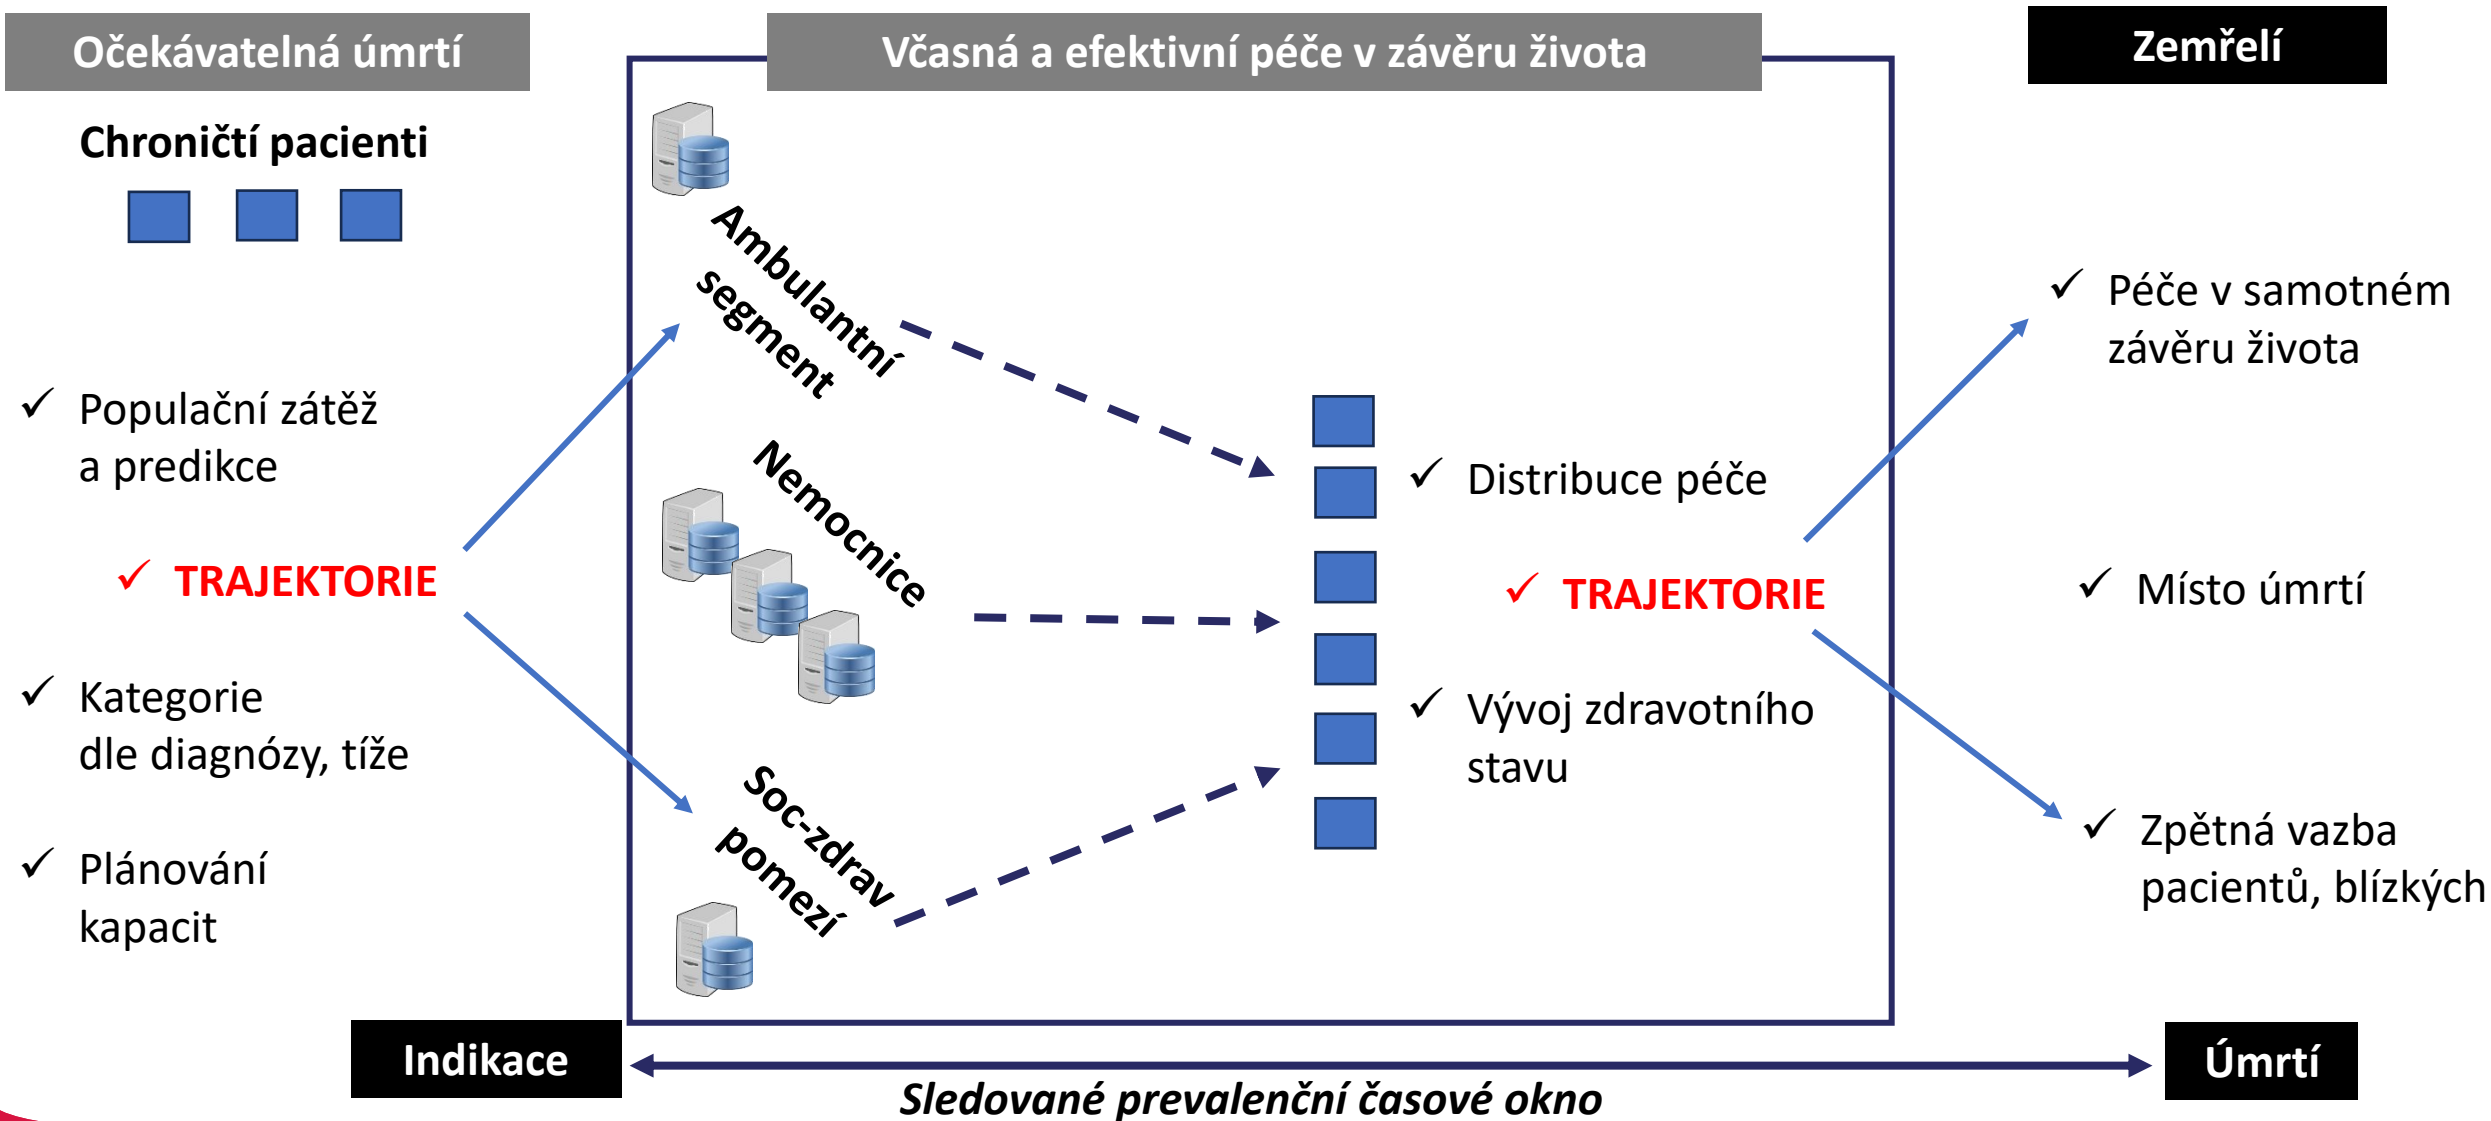 Očekávatelná úmrtí
Chroničtí pacienti
✓ Populační zátěž
a predikce
✓ TRAJEKTORIE
✓ Kategorie
dle diagnózy, tíže
✓ Plánování
kapacit
Včasná a efektivní péče v závěru života
Ambulantní
segment
Nemocnice
Soc-zdrav
pomezí
✓ Distribuce péče
✓ TRAJEKTORIE
✓ Vývoj zdravotního
stavu
Zemřelí
✓ Péče v samotném
závěru života
✓ Místo úmrtí
✓ Zpětná vazba
pacientů, blízkých
Indikace
Sledované prevalenční časové okno
Úmrtí